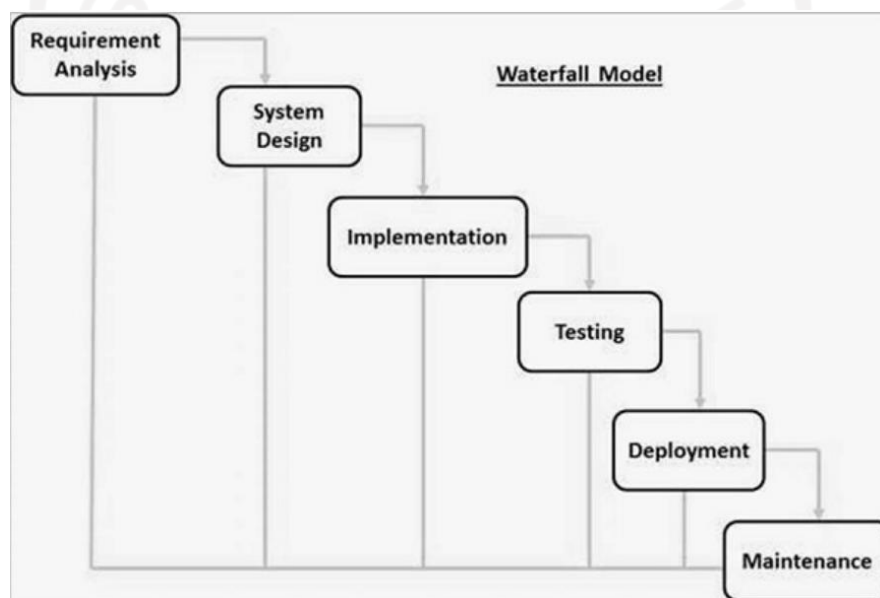 Requirement
Analysis
Waterfall Model
System
Design
Implementation
Testing
Deployment
Maintenance